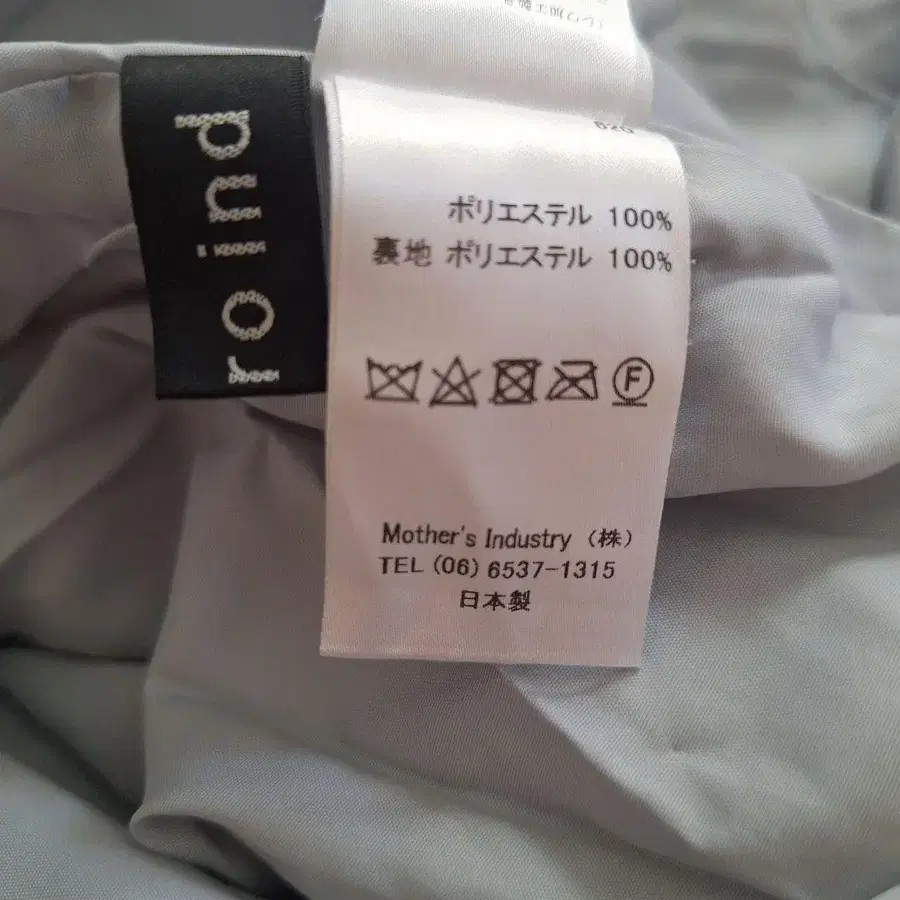 ポリエステル 100%
裏地 ポリエステル 100%
F
Mother's Industry (株)
TEL (06) 6537-1315
日本製